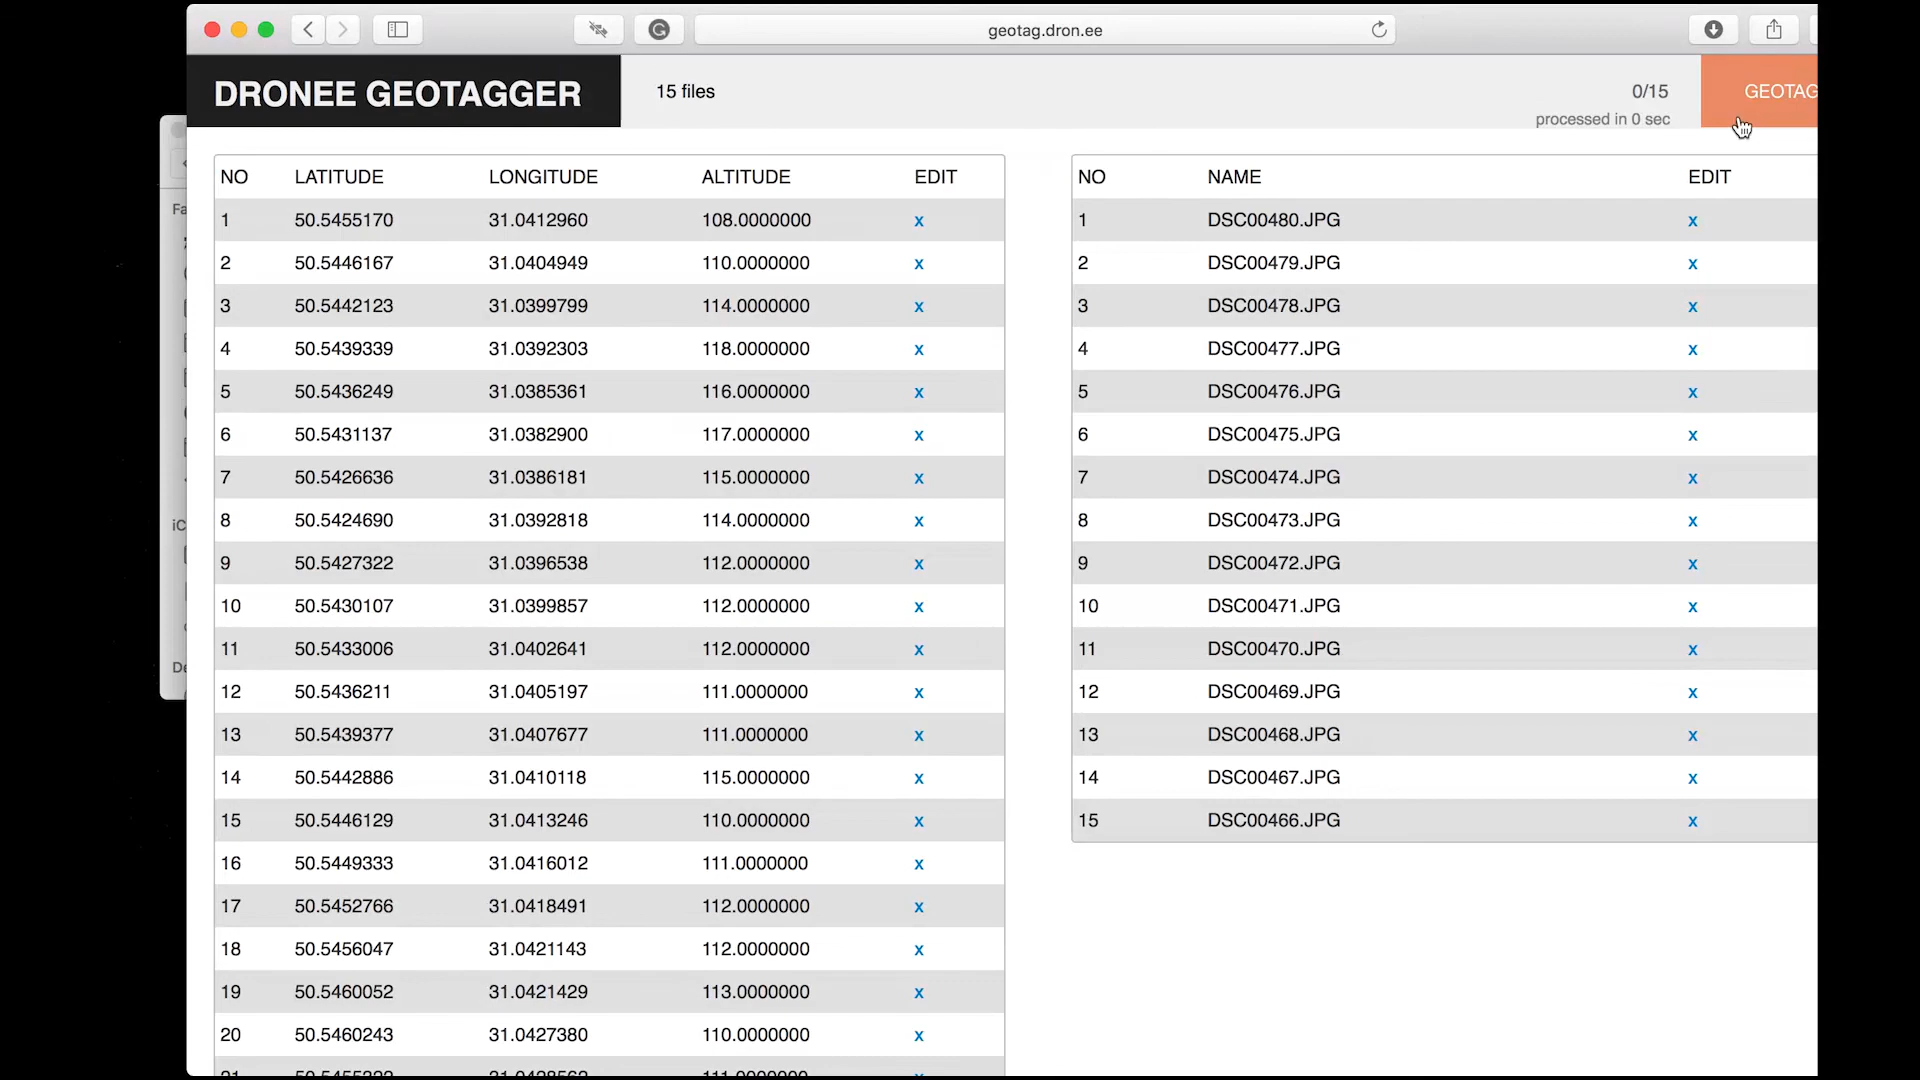 geotag.dron.ee
DRONEE GEOTAGGER
15 files
0/15
processed in 0 sec
GEOTAG
NO LATITUDE LONGITUDE ALTITUDE EDIT
1 50.5455170 31.0412960 108.0000000 x
2 50.5446167 31.0404949 110.0000000 x
3 50.5442123 31.0399799 114.0000000 x
4 50.5439339 31.0392303 118.0000000 x
5 50.5436249 31.0385361 116.0000000 x
6 50.5431137 31.0382900 117.0000000 x
7 50.5426636 31.0386181 115.0000000 x
8 50.5424690 31.0392818 114.0000000 x
9 50.5427322 31.0396538 112.0000000 x
10 50.5430107 31.0399857 112.0000000 x
11 50.5433006 31.0402641 112.0000000 x
12 50.5436211 31.0405197 111.0000000 x
13 50.5439377 31.0407677 111.0000000 x
14 50.5442886 31.0410118 115.0000000 x
15 50.5446129 31.0413246 110.0000000 x
16 50.5449333 31.0416012 111.0000000 x
17 50.5452766 31.0418491 112.0000000 x
18 50.5456047 31.0421143 112.0000000 x
19 50.5460052 31.0421429 113.0000000 x
20 50.5460243 31.0427380 110.0000000 x
NO NAME EDIT
1 DSC00480.JPG x
2 DSC00479.JPG x
3 DSC00478.JPG x
4 DSC00477.JPG x
5 DSC00476.JPG x
6 DSC00475.JPG x
7 DSC00474.JPG x
8 DSC00473.JPG x
9 DSC00472.JPG x
10 DSC00471.JPG x
11 DSC00470.JPG x
12 DSC00469.JPG x
13 DSC00468.JPG x
14 DSC00467.JPG x
15 DSC00466.JPG x
Fa
iC
De